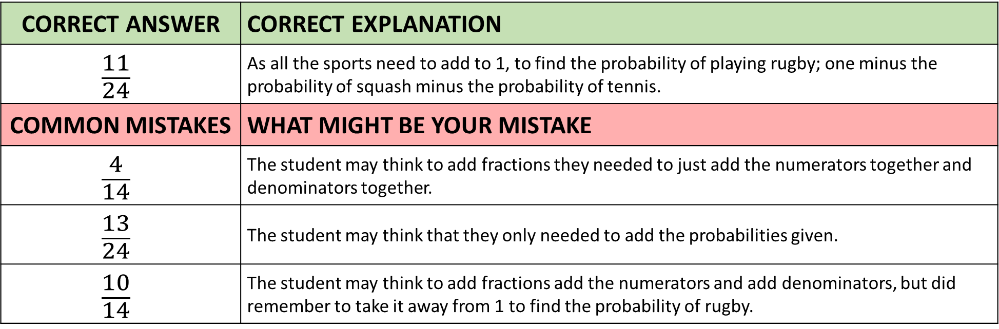 CORRECT ANSWER
CORRECT EXPLANATION
11
24
As all the sports need to add to 1, to find the probability of playing rugby; one minus the
probability of squash minus the probability of tennis.
COMMON MISTAKES
WHAT MIGHT BE YOUR MISTAKE
4
14
The student may think to add fractions they needed to just add the numerators together and
denominators together.
13
24
The student may think that they only needed to add the probabilities given.
10
14
The student may think to add fractions add the numerators and add denominators, but did
remember to take it away from 1 to find the probability of rugby.